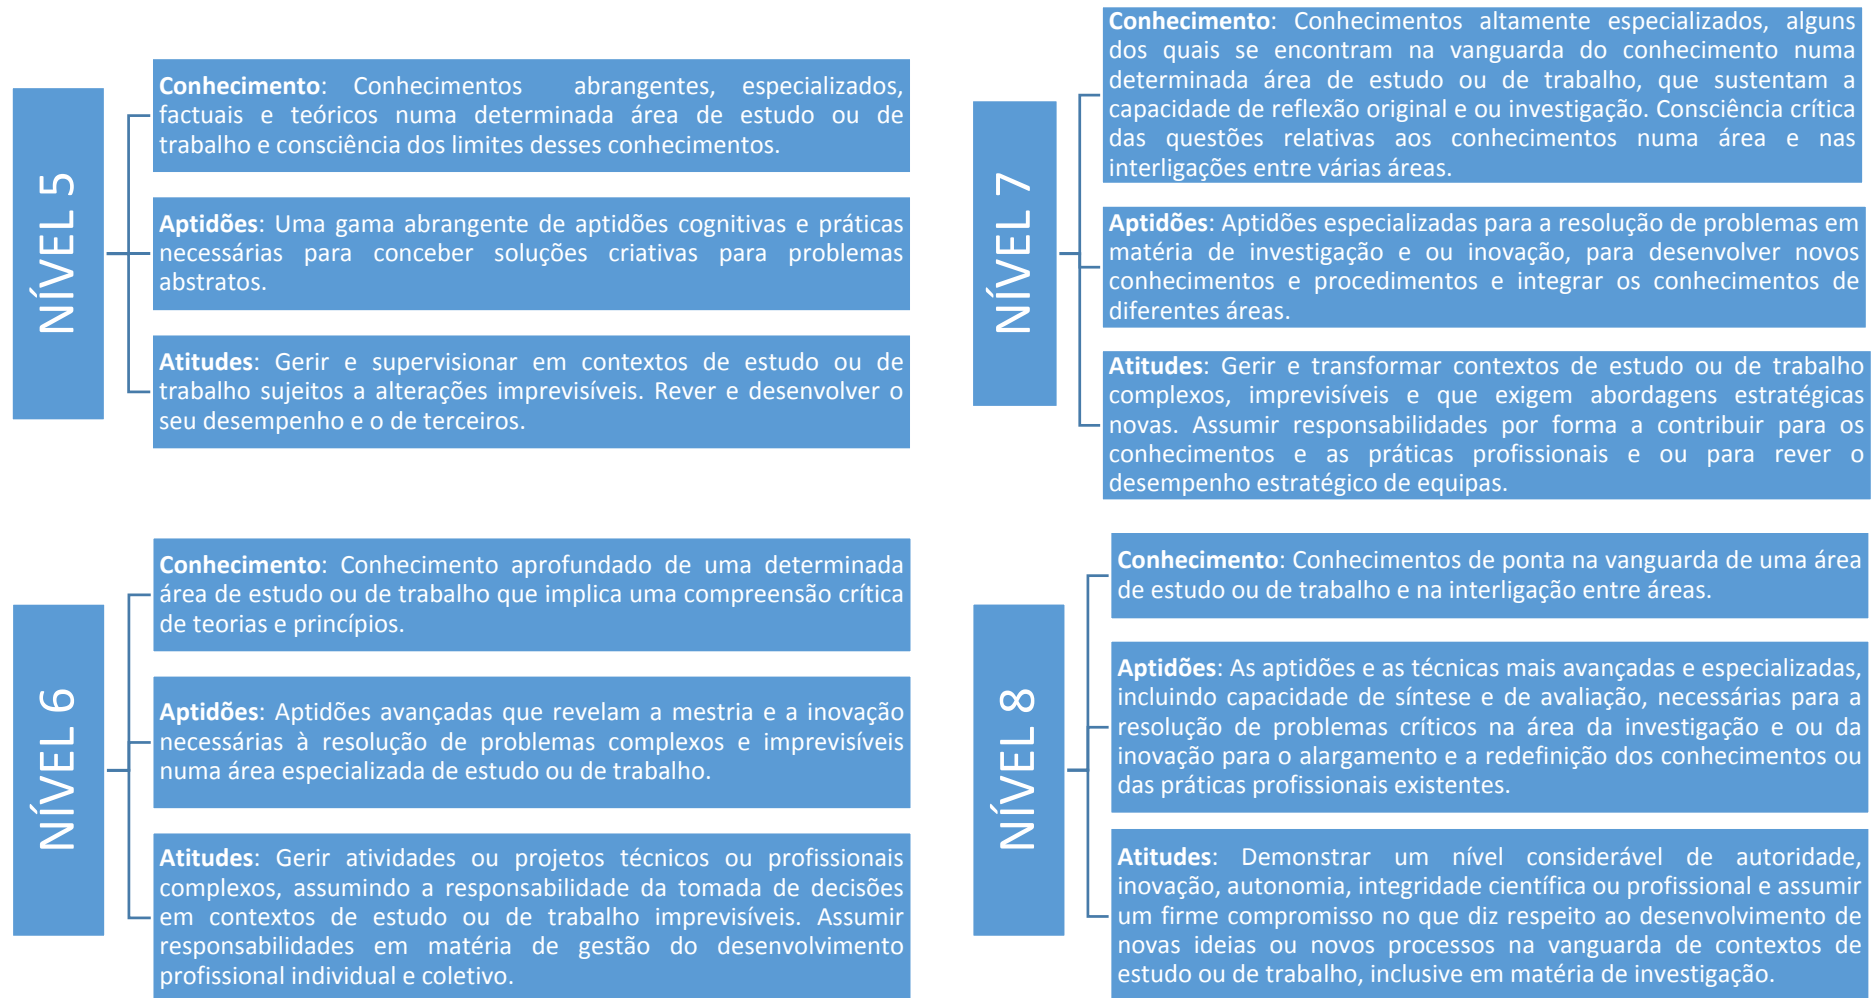 NÍVEL 5
Conhecimento: Conhecimentos abrangentes, especializados,
factuais e teóricos numa determinada área de estudo ou de
trabalho e consciência dos limites desses conhecimentos.
Aptidões: Uma gama abrangente de aptidões cognitivas e práticas
necessárias para conceber soluções criativas para problemas
abstratos.
Atitudes: Gerir e supervisionar em contextos de estudo ou de
trabalho sujeitos a alterações imprevisíveis. Rever e desenvolver o
seu desempenho e o de terceiros.
NÍVEL 6
Conhecimento: Conhecimento aprofundado de uma determinada
área de estudo ou de trabalho que implica uma compreensão crítica
de teorias e princípios.
Aptidões: Aptidões avançadas que revelam a mestria e a inovação
necessárias à resolução de problemas complexos e imprevisíveis
numa área especializada de estudo ou de trabalho.
Atitudes: Gerir atividades ou projetos técnicos ou profissionais
complexos, assumindo a responsabilidade da tomada de decisões
em contextos de estudo ou de trabalho imprevisíveis. Assumir
responsabilidades em matéria de gestão do desenvolvimento
profissional individual e coletivo.
NÍVEL 7
Conhecimento: Conhecimentos altamente especializados, alguns
dos quais se encontram na vanguarda do conhecimento numa
determinada área de estudo ou de trabalho, que sustentam a
capacidade de reflexão original e ou investigação. Consciência crítica
das questões relativas aos conhecimentos numa área e nas
interligações entre várias áreas.
Aptidões: Aptidões especializadas para a resolução de problemas em
matéria de investigação e ou inovação, para desenvolver novos
conhecimentos e procedimentos e integrar os conhecimentos de
diferentes áreas.
Atitudes: Gerir e transformar contextos de estudo ou de trabalho
complexos, imprevisíveis e que exigem abordagens estratégicas
novas. Assumir responsabilidades por forma a contribuir para os
conhecimentos e as práticas profissionais e ou para rever o
desempenho estratégico de equipas.
NÍVEL 8
Conhecimento: Conhecimentos de ponta na vanguarda de uma área
de estudo ou de trabalho e na interligação entre áreas.
Aptidões: As aptidões e as técnicas mais avançadas e especializadas,
incluindo capacidade de síntese e de avaliação, necessárias para a
resolução de problemas críticos na área da investigação e ou da
inovação para o alargamento e a redefinição dos conhecimentos ou
das práticas profissionais existentes.
Atitudes: Demonstrar um nível considerável de autoridade,
inovação, autonomia, integridade científica ou profissional e assumir
um firme compromisso no que diz respeito ao desenvolvimento de
novas ideias ou novos processos na vanguarda de contextos de
estudo ou de trabalho, inclusive em matéria de investigação.